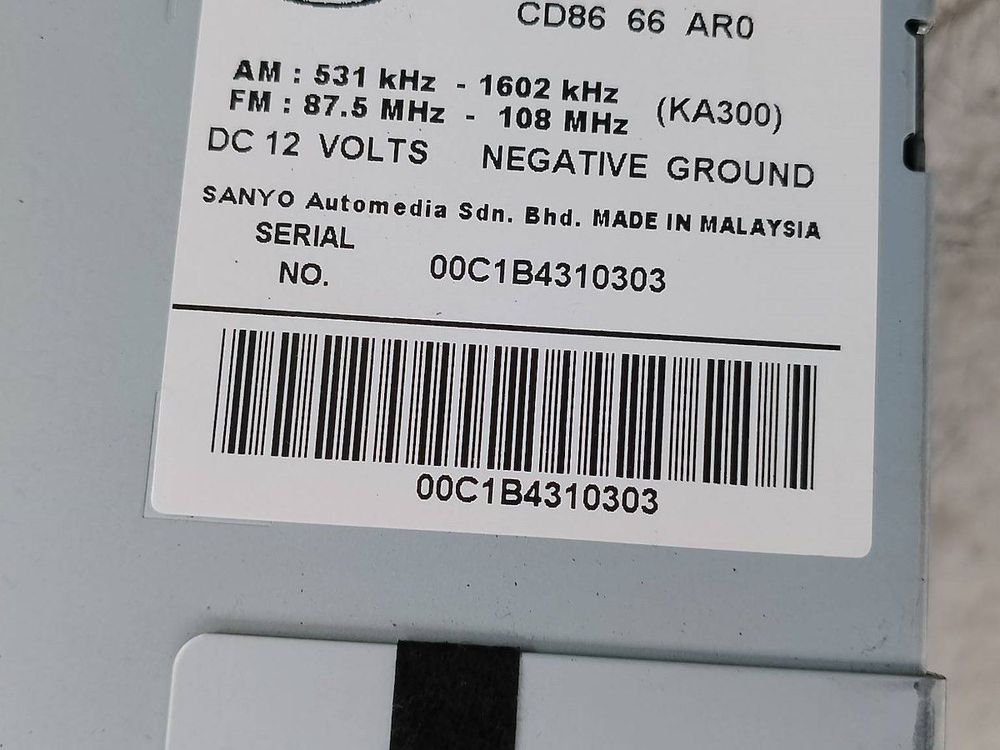 CD86 66 AR0
AM : 531 kHz - 1602 kHz
FM : 87.5 MHz - 108 MHz (KA300)
DC 12 VOLTS NEGATIVE GROUND
SANYO Automedia Sdn. Bhd. MADE IN MALAYSIA
SERIAL
NO. 00C1B4310303
00C1B4310303